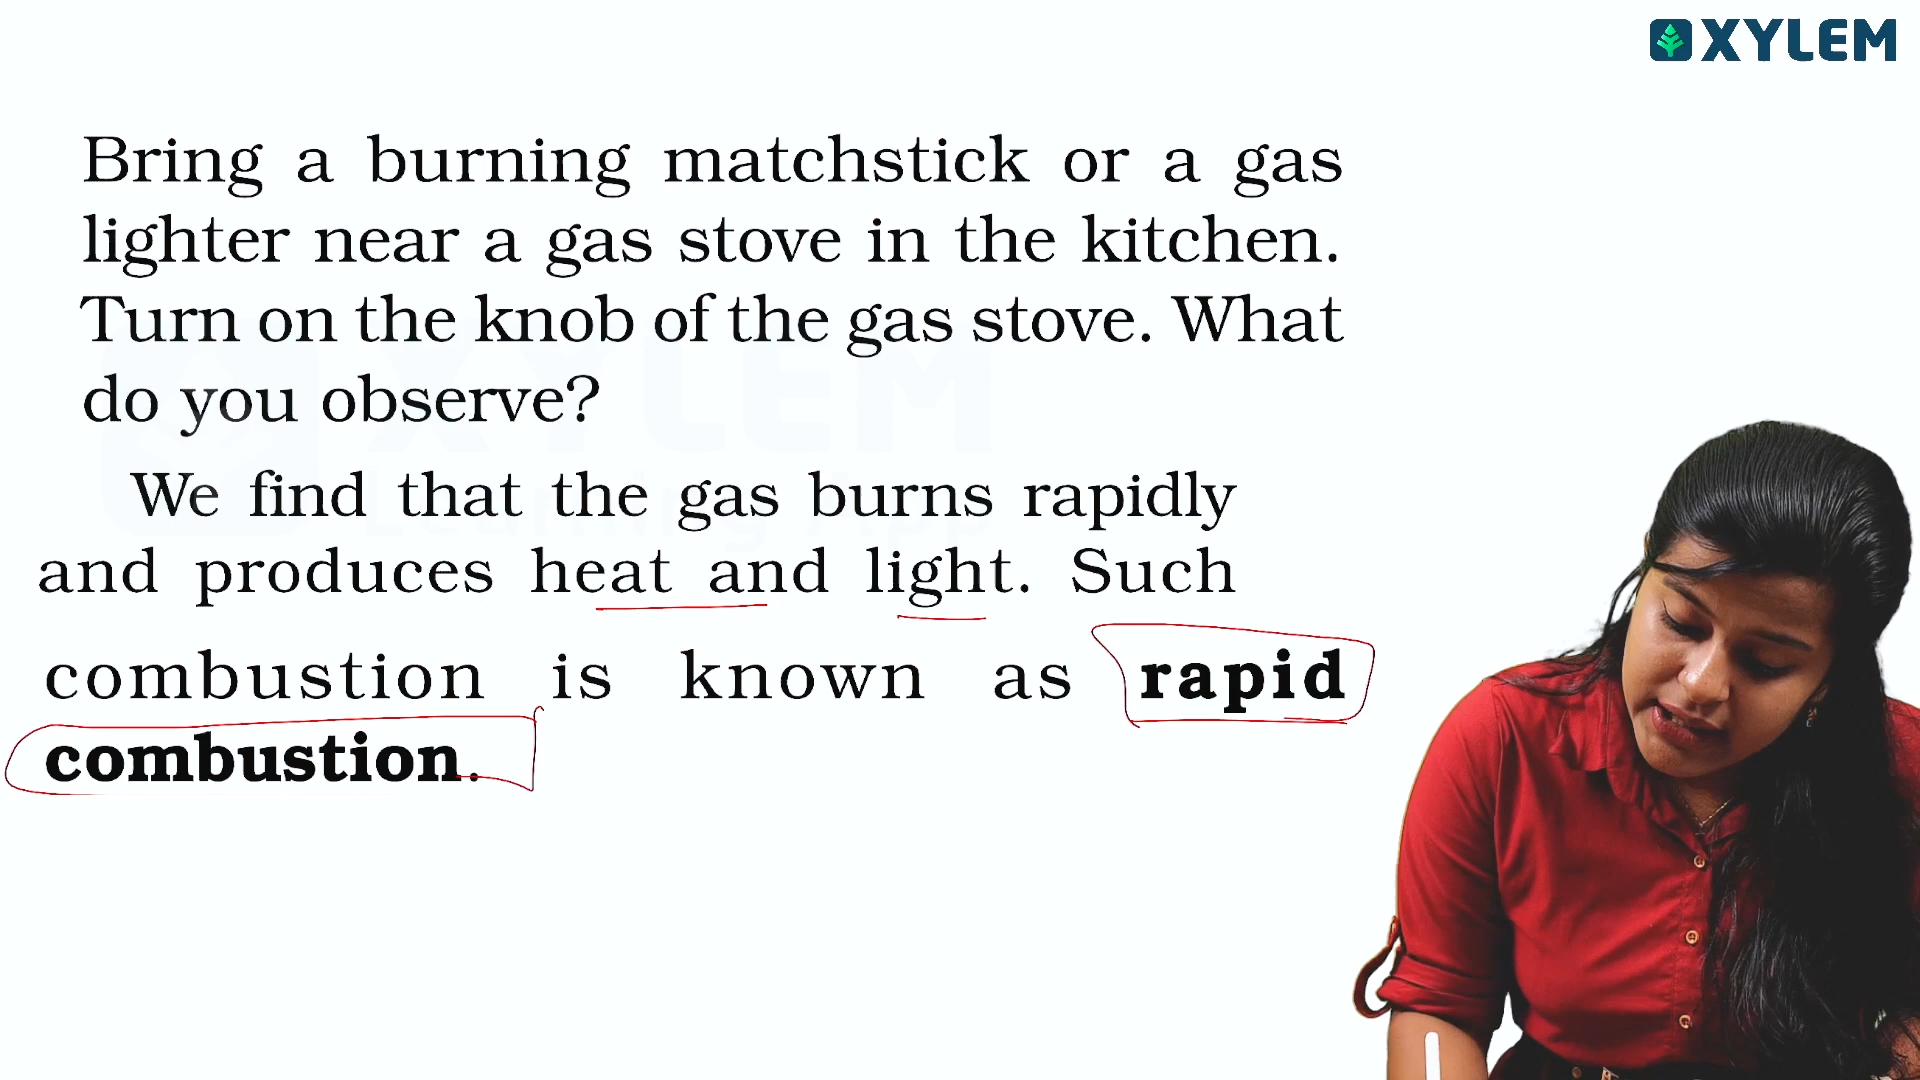 XYLEM
Bring a burning matchstick or a gas
lighter near a gas stove in the kitchen.
Turn on the knob of the gas stove. What
do you observe?
We find that the gas burns rapidly
and produces heat and light. Such
combustion is known as rapid
combustion.